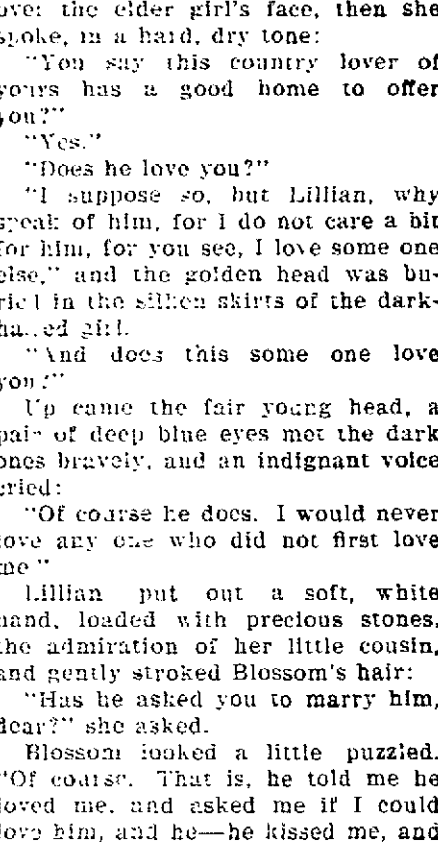 over the elder girl's face, then she
spoke, in a hard, dry tone:
"You say this country lover of
yours has a good home to offer
you?"
"Yes."
"Does he love you?"
"I suppose so, but Lillian, why
speak of him, for I do not care a bit
for him, for you see, I love some one
else," and the golden head was bu-
ried in the silken skirts of the dark-
haired girl.
"And does this some one love
you?"
Up came the fair young head, a
pair of deep blue eyes met the dark
ones bravely, and an indignant voice
cried:
"Of course he does. I would never
love any one who did not first love
me."
Lillian put out a soft, white
hand, loaded with precious stones,
the admiration of her little cousin,
and gently stroked Blossom's hair:
"Has he asked you to marry him,
dear?" she asked.
Blossom looked a little puzzled.
"Of course. That is, he told me he
loved me, and asked me if I could
love him, and he—he kissed me, and